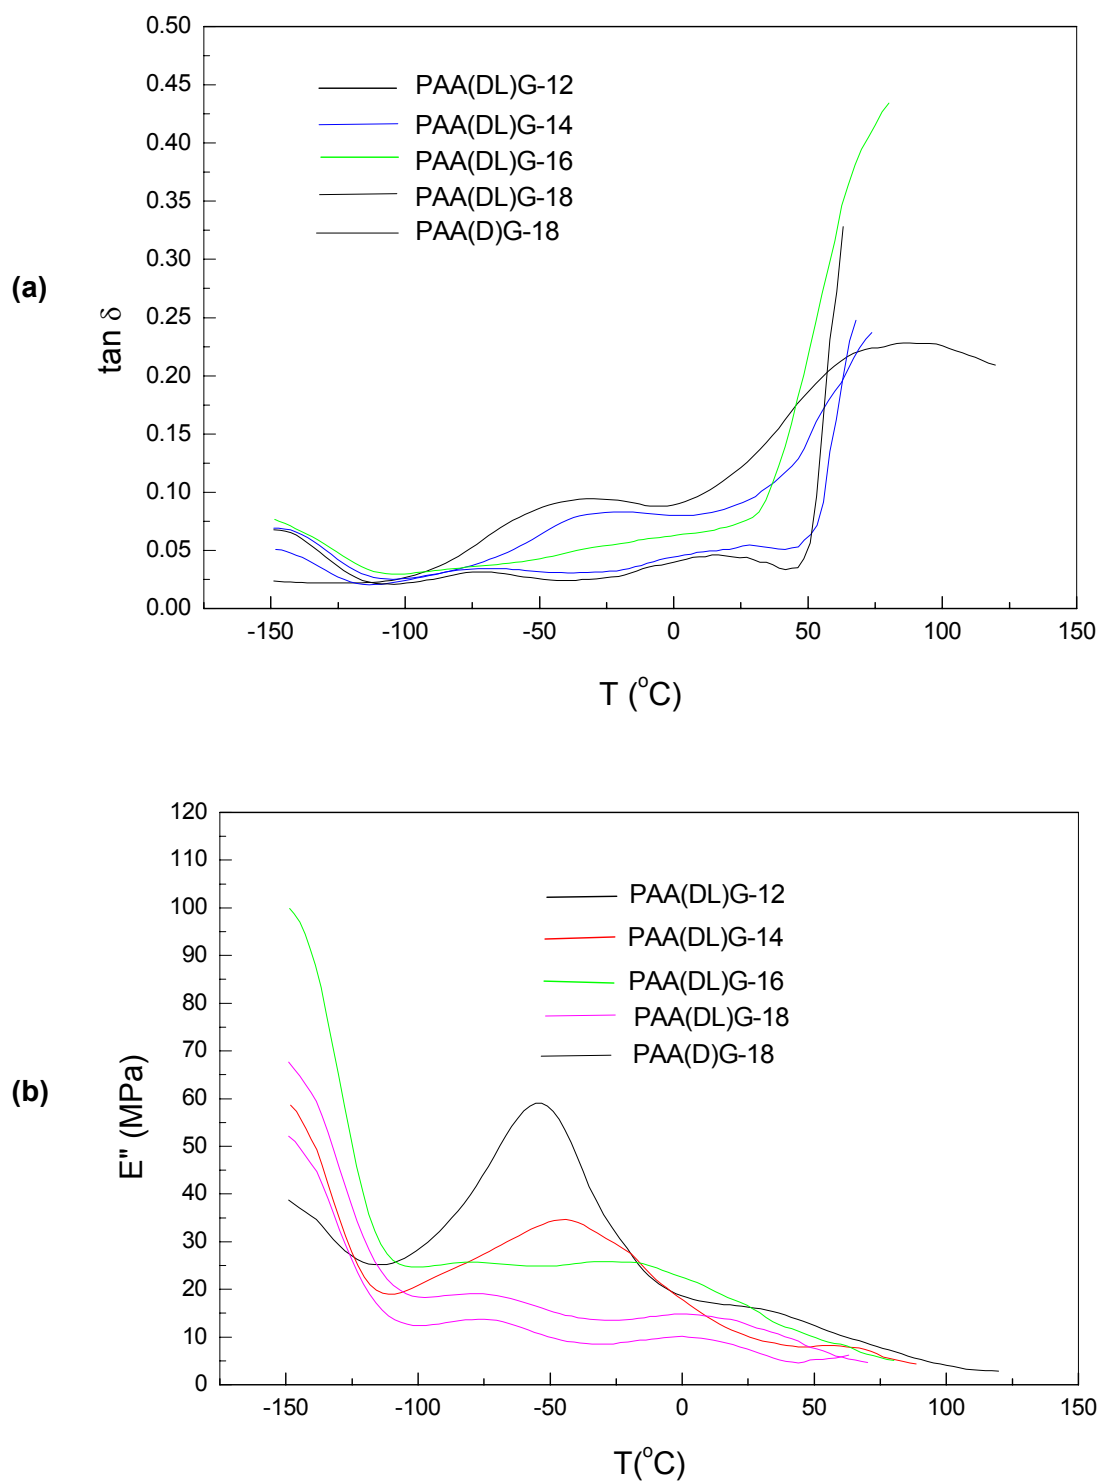 (a)
tan δ
0.50
0.45
0.40
0.35
0.30
0.25
0.20
0.15
0.10
0.05
0.00
PAA(DL)G-12
PAA(DL)G-14
PAA(DL)G-16
PAA(DL)G-18
PAA(D)G-18
-150 -100 -50 0 50 100 150
T (°C)
(b)
E" (MPa)
120
110
100
90
80
70
60
50
40
30
20
10
0
PAA(DL)G-12
PAA(DL)G-14
PAA(DL)G-16
PAA(DL)G-18
PAA(D)G-18
-150 -100 -50 0 50 100 150
T(°C)